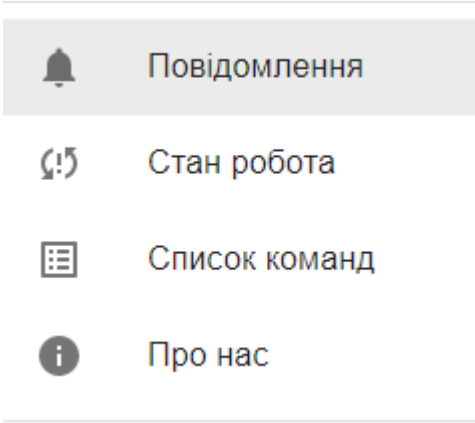 Повідомлення
Стан робота
Список команд
Про нас